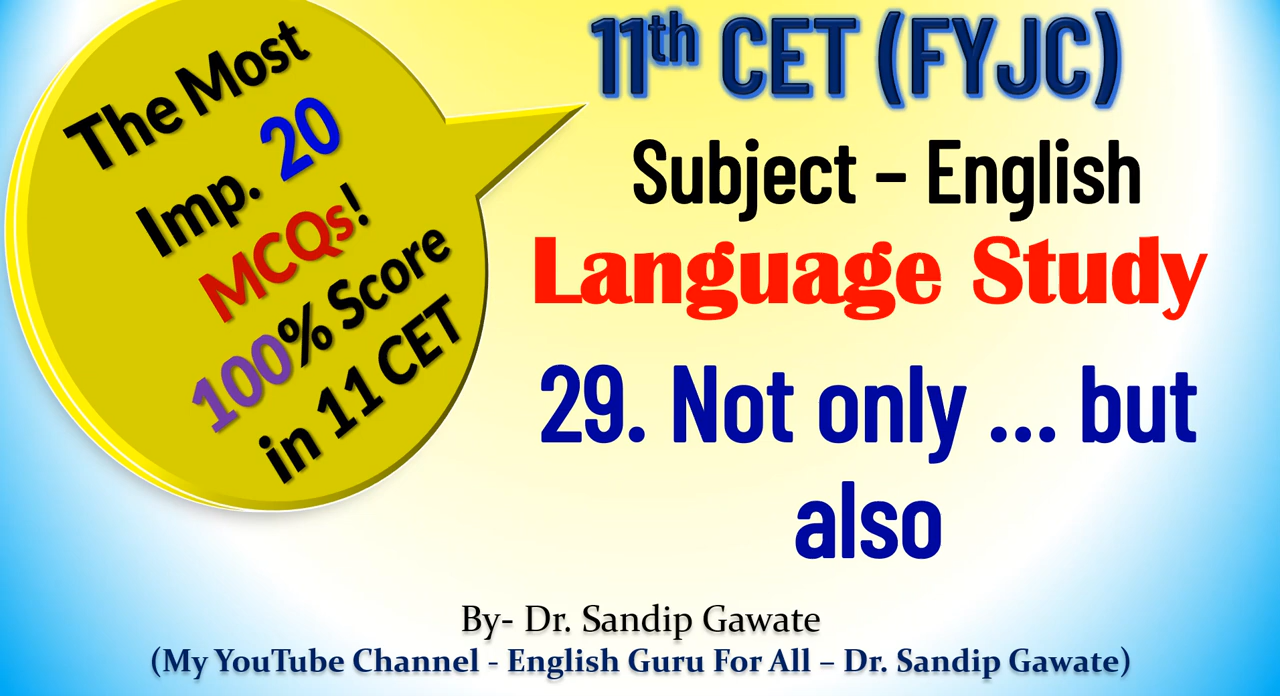 The Most
Imp. 20
MCQs!
100% Score
in 11 CET
11th CET (FYJC)
Subject – English
Language Study
29. Not only ... but
also
By- Dr. Sandip Gawate
(My YouTube Channel - English Guru For All – Dr. Sandip Gawate)